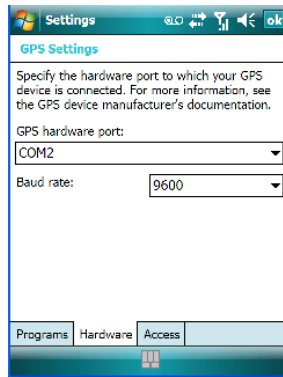 Settings
ok
GPS Settings
Specify the hardware port to which your GPS
device is connected. For more information, see
the GPS device manufacturer's documentation.
GPS hardware port:
COM2
Baud rate: 9600
Programs Hardware Access